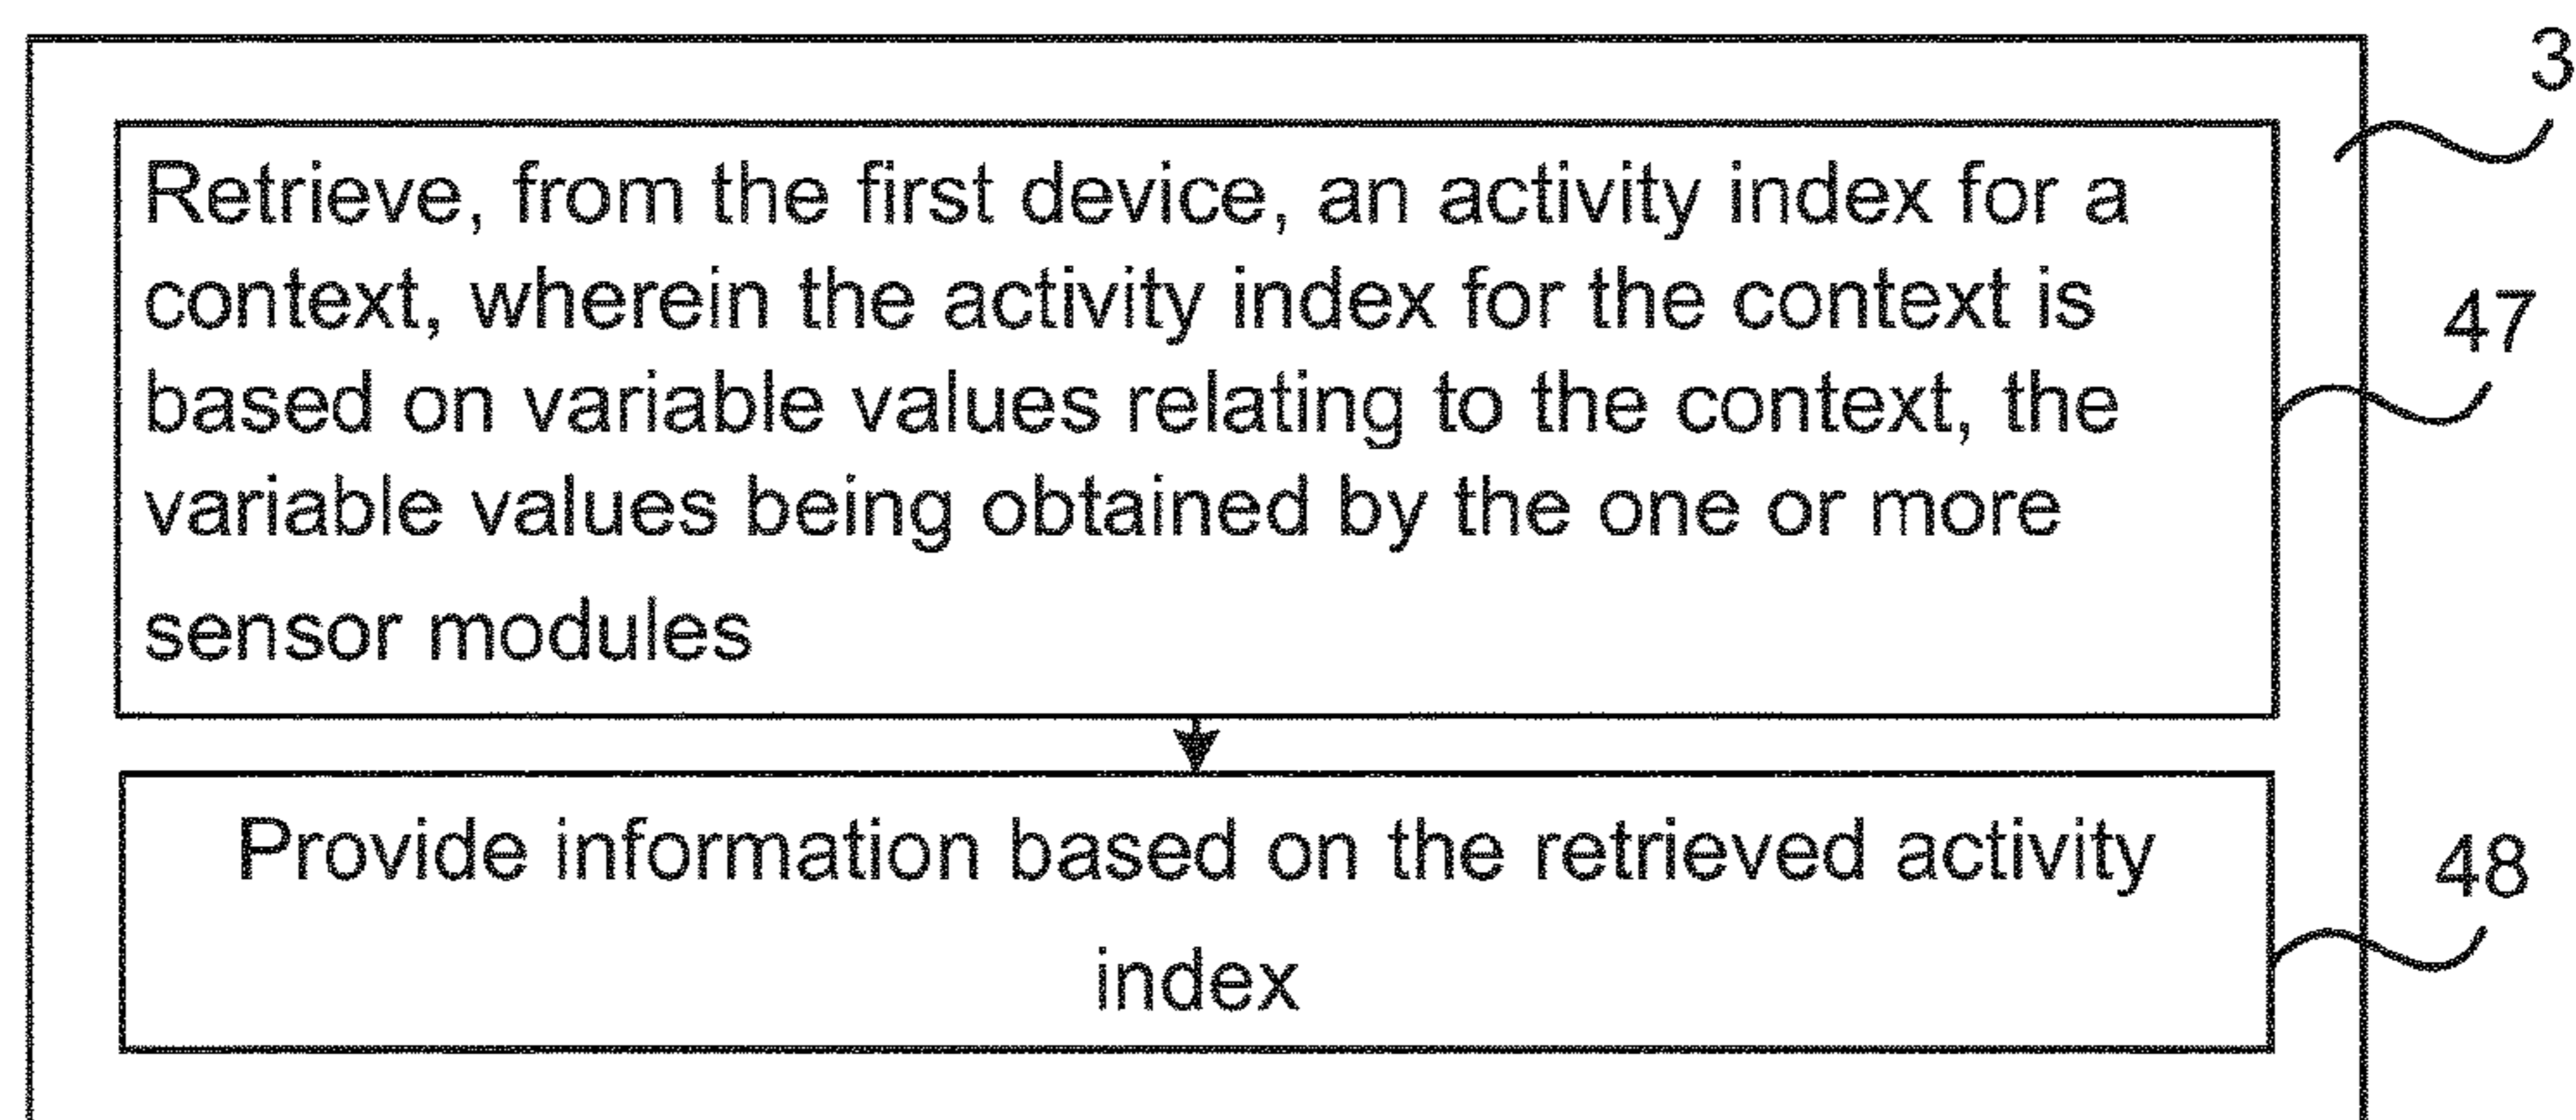 3
Retrieve, from the first device, an activity index for a
context, wherein the activity index for the context is
47
based on variable values relating to the context, the
variable values being obtained by the one or more
sensor modules
Provide information based on the retrieved activity
48
index